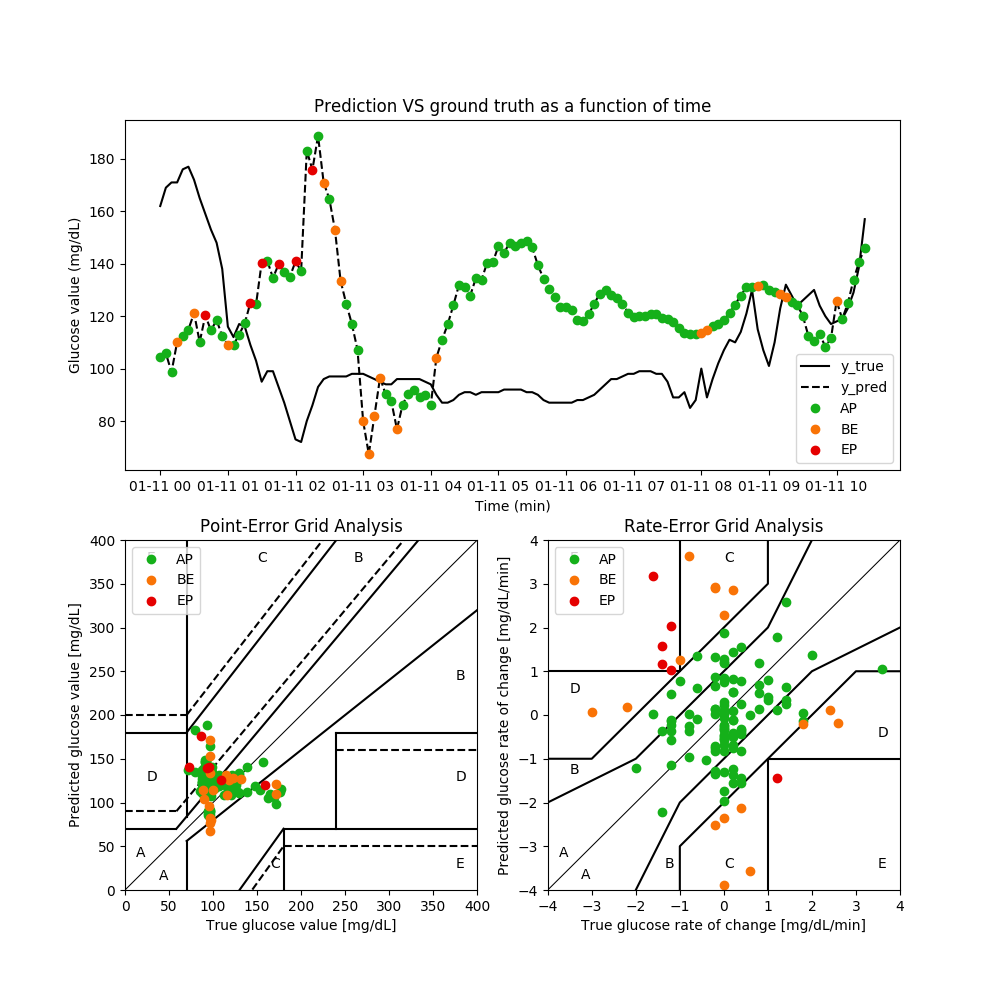 Prediction VS ground truth as a function of time
Glucose value (mg/dL)
180
160
140
120
100
80
y_true
y_pred
AP
BE
EP
01-11 00 01-11 01 01-11 02 01-11 03 01-11 04 01-11 05 01-11 06 01-11 07 01-11 08 01-11 09 01-11 10
Time (min)
Point-Error Grid Analysis
Predicted glucose value [mg/dL]
400
350
300
250
200
150
100
50
0
AP
BE
EP
C
B
B
D
D
A
A
C
E
0 50 100 150 200 250 300 350 400
True glucose value [mg/dL]
Rate-Error Grid Analysis
Predicted glucose rate of change [mg/dL/min]
4
3
2
1
0
−1
−2
−3
−4
AP
BE
EP
C
D
D
B
A
A
B
C
E
−4 −3 −2 −1 0 1 2 3 4
True glucose rate of change [mg/dL/min]